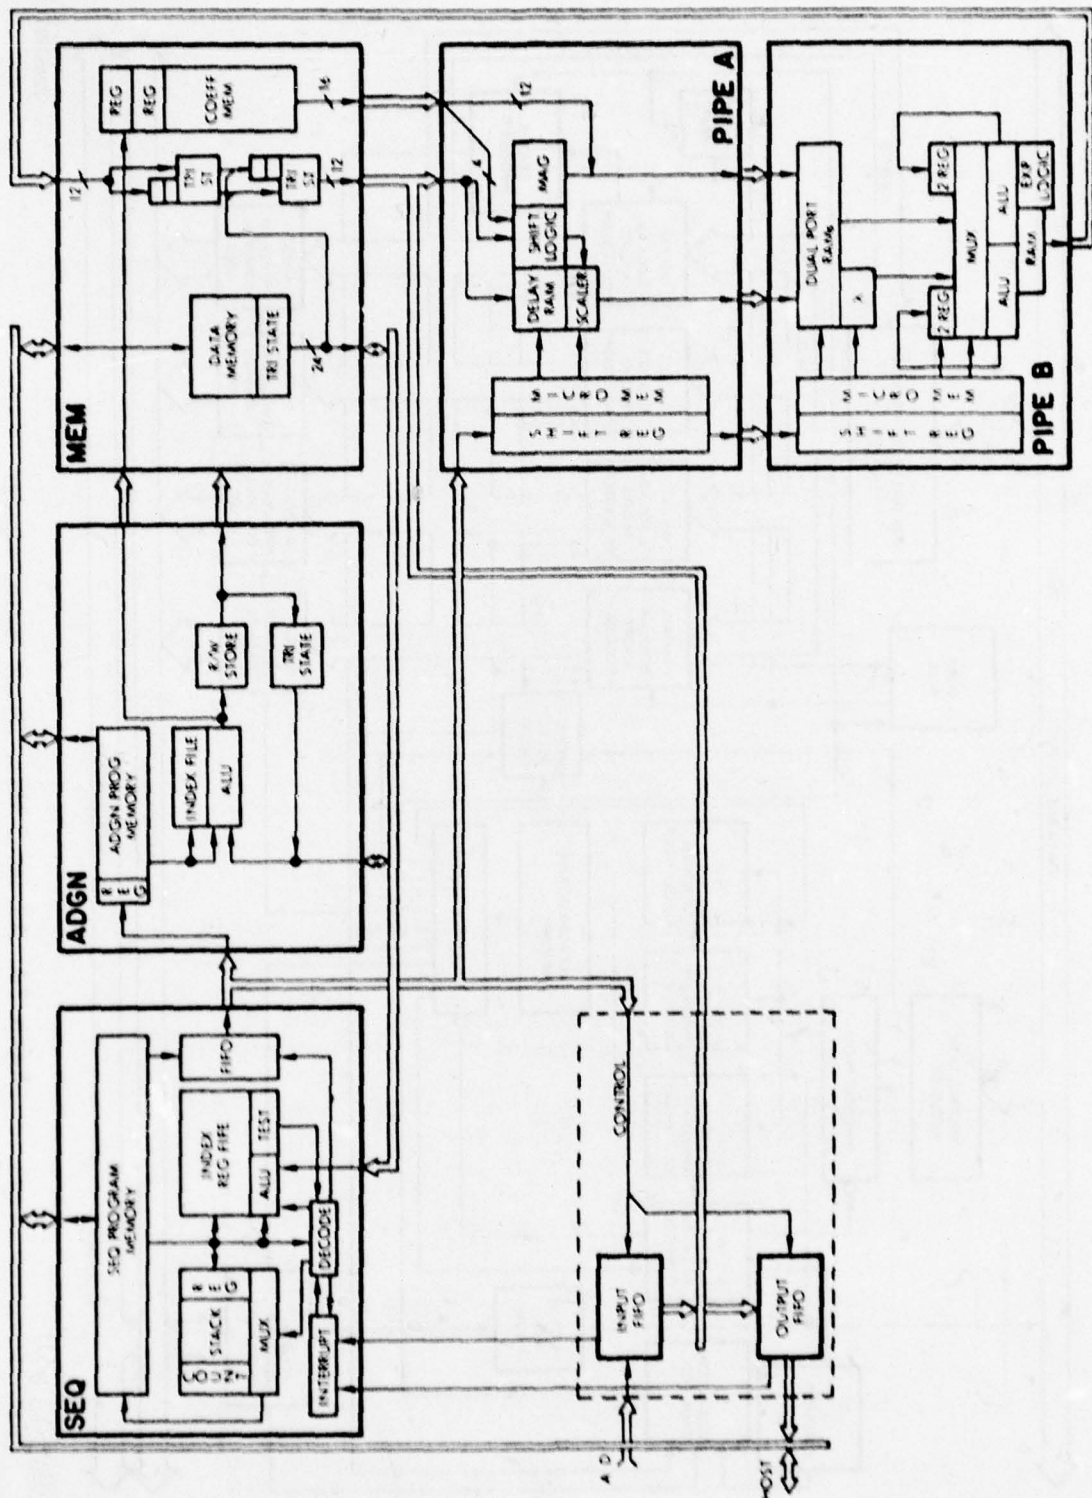 SEQ
SEQ PROGRAM
MEMORY
COUNT
STACK
REG
MUX
INTERRUPT
DECODE
INDEX
REG FIFE
ALU
TEST
FIFO
ADGN
REG
ADGN PROG
MEMORY
INDEX FILE
ALU
R/W
STORE
TRI
STATE
MEM
DATA
MEMORY
TRI STATE
24
12
TRI
ST
TRI
ST
12
REG
REG
COEFF
MEM
16
A D
HOST
INPUT
FIFO
OUTPUT
FIFO
CONTROL
PIPE A
SHIFT REG
MICRO MEM
DELAY
RAM
SHIFT
LOGIC
MAG
SCALER
4
12
PIPE B
SHIFT REG
MICRO MEM
DUAL PORT
RAMs
X
2 REG
2 REG
MUX
ALU
ALU
RAM
EXP
LOGIC